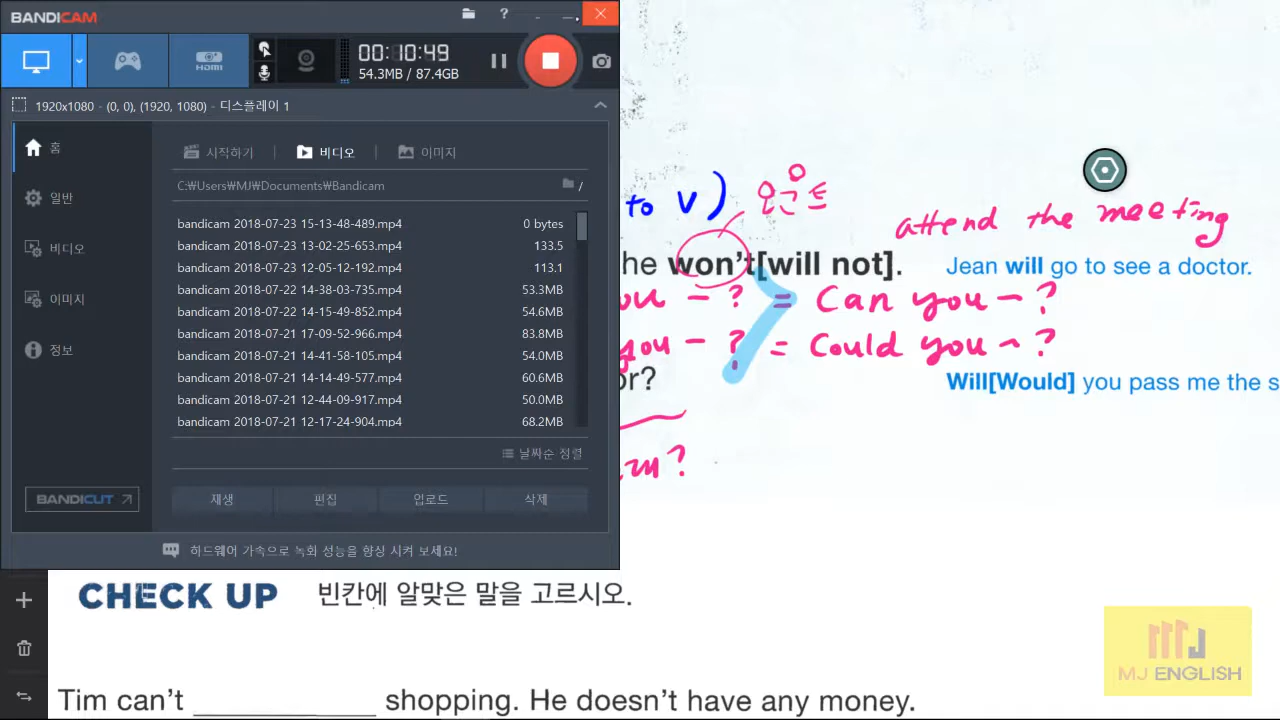 BANDICAM
?
00:10:49
54.3MB / 87.4GB
HDMI
1920x1080 - (0, 0), (1920, 1080) - 디스플레이 1
홈
일반
비디오
이미지
정보
BANDICUT
시작하기 | 비디오 | 이미지
C:₩Users₩MJ₩Documents₩Bandicam /
bandicam 2018-07-23 15-13-48-480.mp4 0 bytes
bandicam 2018-07-23 13-02-25-653.mp4 133.5
bandicam 2018-07-23 12-05-12-192.mp4 113.1
bandicam 2018-07-22 14-38-03-735.mp4 53.3MB
bandicam 2018-07-22 14-15-49-852.mp4 54.6MB
bandicam 2018-07-21 17-09-52-966.mp4 83.8MB
bandicam 2018-07-21 14-41-58-105.mp4 54.0MB
bandicam 2018-07-21 14-14-49-577.mp4 60.6MB
bandicam 2018-07-21 12-44-09-917.mp4 50.0MB
bandicam 2018-07-21 12-17-24-904.mp4 68.2MB
날짜순 정렬
재생 편집 업로드 삭제
하드웨어 가속으로 녹화 성능을 향상 시켜 보세요!
to v)
attend the meeting
he won't[will not]. Jean will go to see a doctor.
ou - ? = Can you ~ ?
you - ? = Could you ~ ?
or? Will[Would] you pass me the s
CHECK UP 빈칸에 알맞은 말을 고르시오.
MJ ENGLISH
Tim can't ____________ shopping. He doesn't have any money.